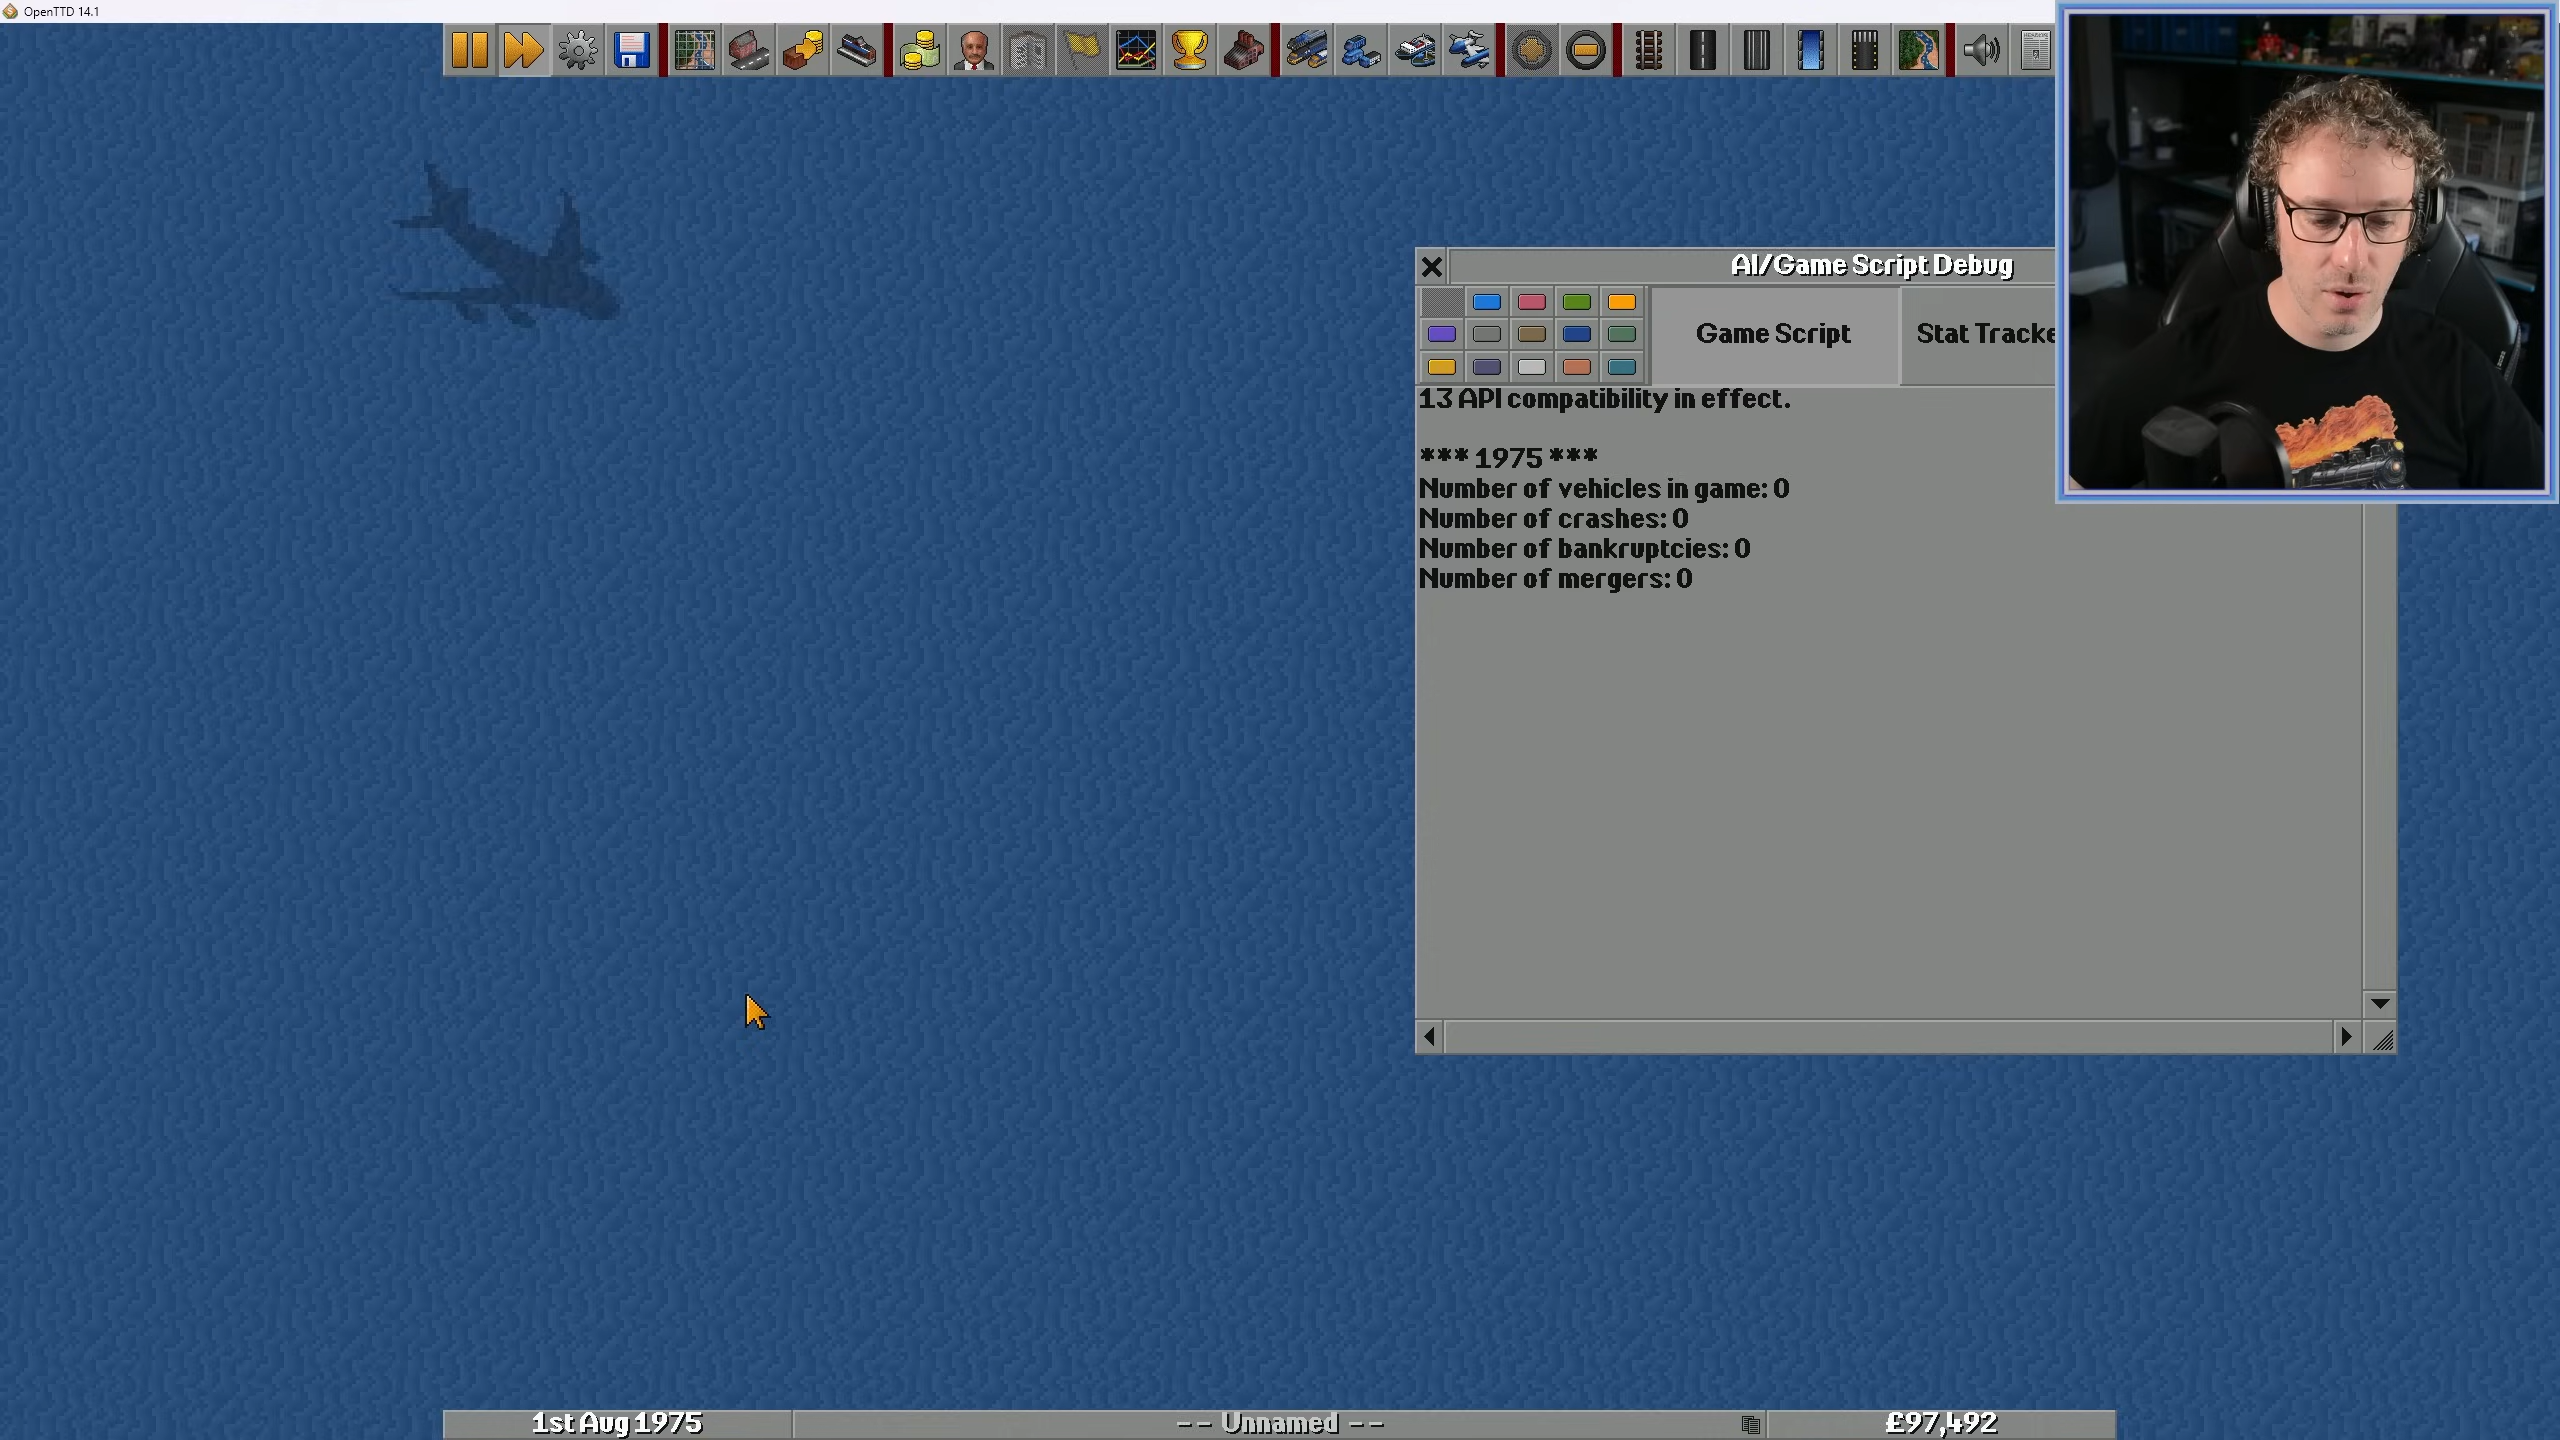 OpenTTD 14.1
AI/Game Script Debug
Game Script
Stat Tracke
13 API compatibility in effect.
*** 1975 ***
Number of vehicles in game: 0
Number of crashes: 0
Number of bankruptcies: 0
Number of mergers: 0
1st Aug 1975
-- Unnamed --
£97,492